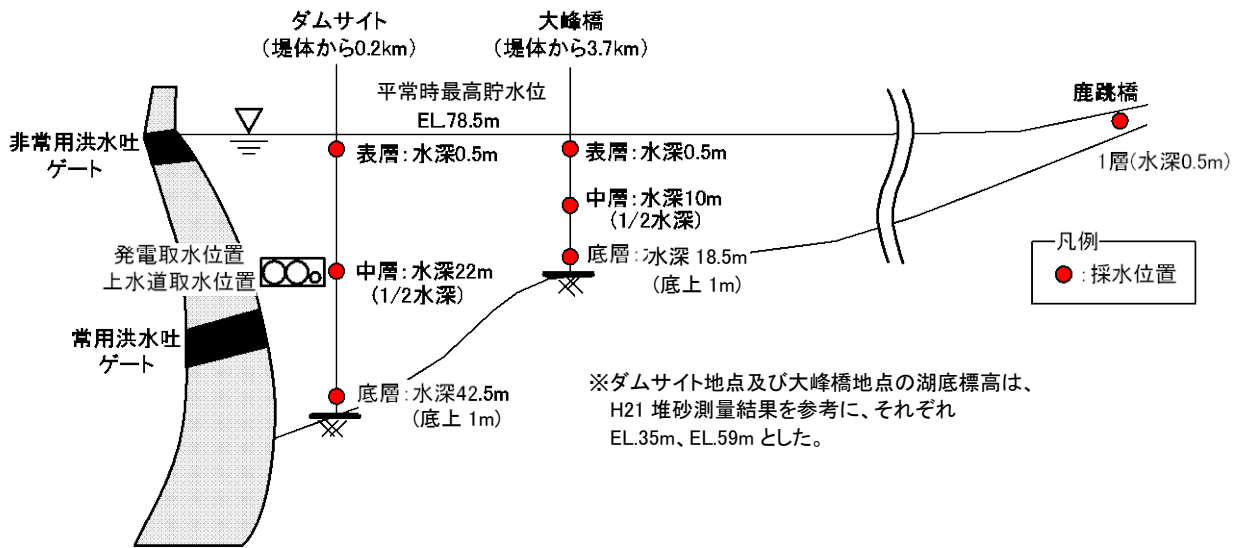 ダムサイト
(堤体から0.2km)
大峰橋
(堤体から3.7km)
平常時最高貯水位
EL.78.5m
鹿跳橋
非常用洪水吐
ゲート
表層:水深0.5m
表層:水深0.5m
1層(水深0.5m)
中層:水深10m
(1/2水深)
発電取水位置
上水道取水位置
中層:水深22m
(1/2水深)
底層:水深 18.5m
(底上 1m)
凡例
:採水位置
常用洪水吐
ゲート
底層:水深42.5m
(底上 1m)
※ダムサイト地点及び大峰橋地点の湖底標高は、
H21 堆砂測量結果を参考に、それぞれ
EL.35m、EL.59m とした。